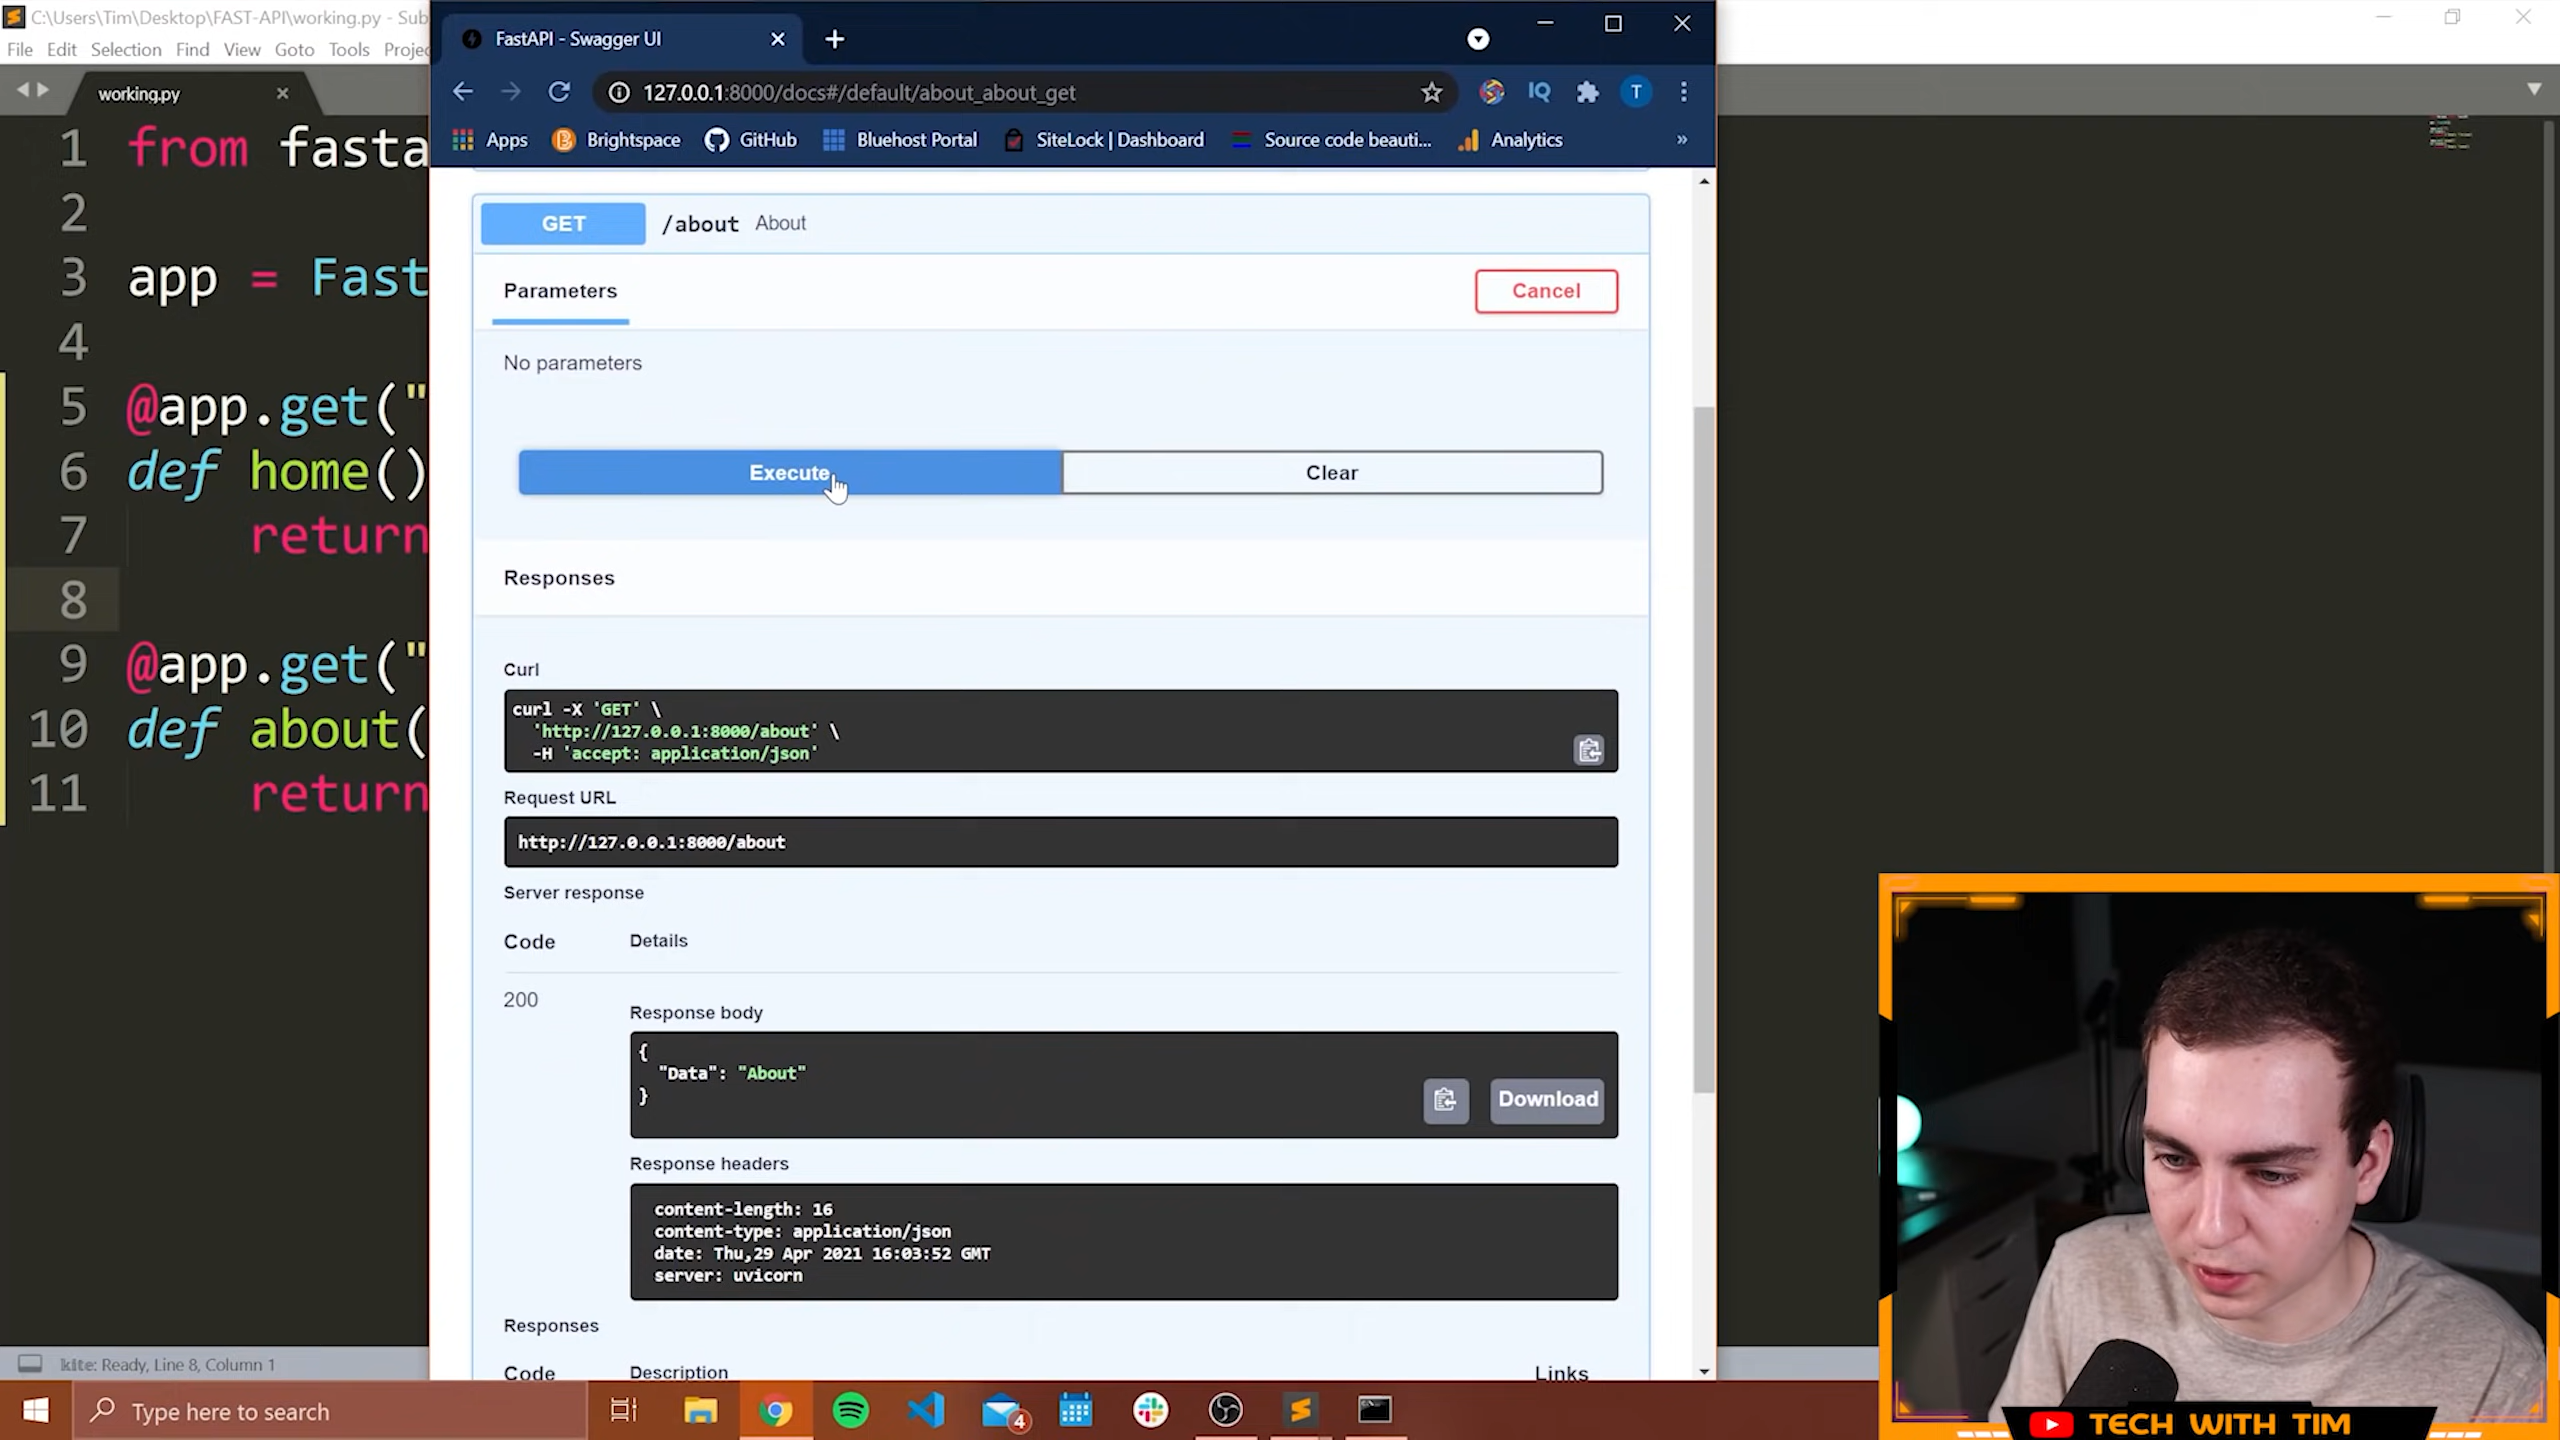 C:\Users\Tim\Desktop\FAST-API\working.py - Sub
File Edit Selection Find View Goto Tools Projec
working.py
1 from fasta
2
3 app = Fast
4
5 @app.get("
6 def home()
7 return
8
9 @app.get("
10 def about(
11 return
kite: Ready, Line 8, Column 1
FastAPI - Swagger UI
127.0.0.1:8000/docs#/default/about_about_get
IQ
T
Apps Brightspace GitHub Bluehost Portal SiteLock | Dashboard Source code beauti... Analytics »
GET /about About
Parameters
Cancel
No parameters
Execute
Clear
Responses
Curl
curl -X 'GET' \
'http://127.0.0.1:8000/about' \
-H 'accept: application/json'
Request URL
http://127.0.0.1:8000/about
Server response
Code Details
200
Response body
{
"Data": "About"
}
Download
Response headers
content-length: 16
content-type: application/json
date: Thu,29 Apr 2021 16:03:52 GMT
server: uvicorn
Responses
Code Description Links
Type here to search
4
TECH WITH TIM